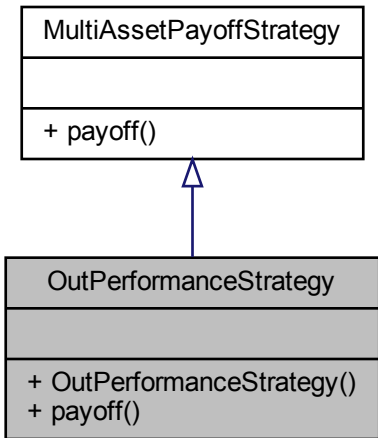 MultiAssetPayoffStrategy
+ payoff()
OutPerformanceStrategy
+ OutPerformanceStrategy()
+ payoff()